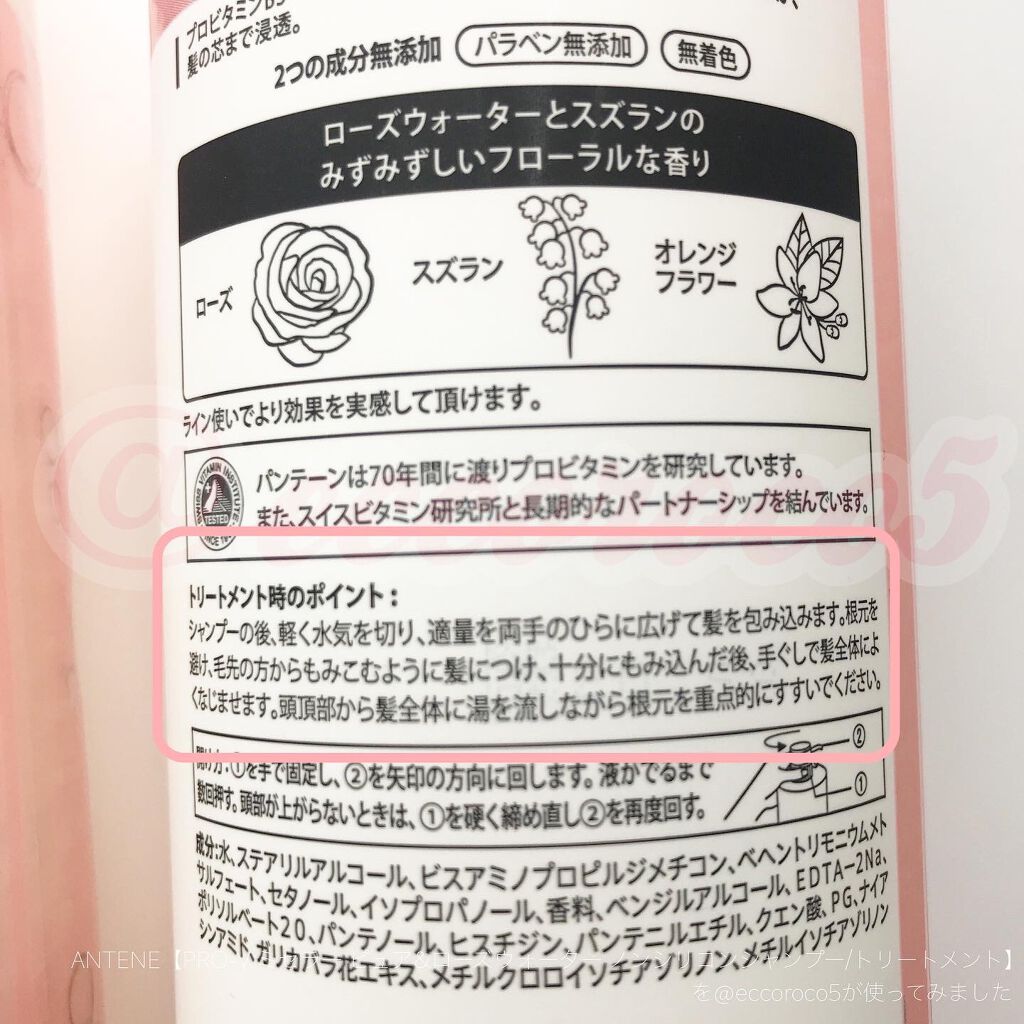 プロビタミンB5
髪の芯まで浸透。
2つの成分無添加 パラベン無添加 無着色
ローズウォーターとスズランの
みずみずしいフローラルな香り
ローズ
スズラン
オレンジ
フラワー
ライン使いでより効果を実感して頂けます。
SWISS VITAMIN INSTITUTE
TESTED
パンテーンは70年間に渡りプロビタミンを研究しています。
また、スイスビタミン研究所と長期的なパートナーシップを結んでいます。
トリートメント時のポイント：
シャンプーの後、軽く水気を切り、適量を両手のひらに広げて髪を包み込みます。根元を
避け、毛先の方からもみこむように髪につけ、十分にもみ込んだ後、手ぐしで髪全体によ
くなじませます。頭頂部から髪全体に湯を流しながら根元を重点的にすすいでください。
開け方：①を手で固定し、②を矢印の方向に回します。液がでるまで
数回押す。頭部が上がらないときは、①を硬く締め直し②を再度回す。
②
①
成分：水、ステアリルアルコール、ビスアミノプロピルジメチコン、ベヘントリモニウムメト
サルフェート、セタノール、イソプロパノール、香料、ベンジルアルコール、EDTA-2Na、
ポリソルベート20、パンテノール、ヒスチジン、パンテニルエチル、クエン酸、PG、ナイア
シンアミド、ガリカバラ花エキス、メチルクロロイソチアゾリノン、メチルイソチアゾリノン
@eccoroco5
シャンプー/トリートメント】
を@eccoroco5が使ってみました